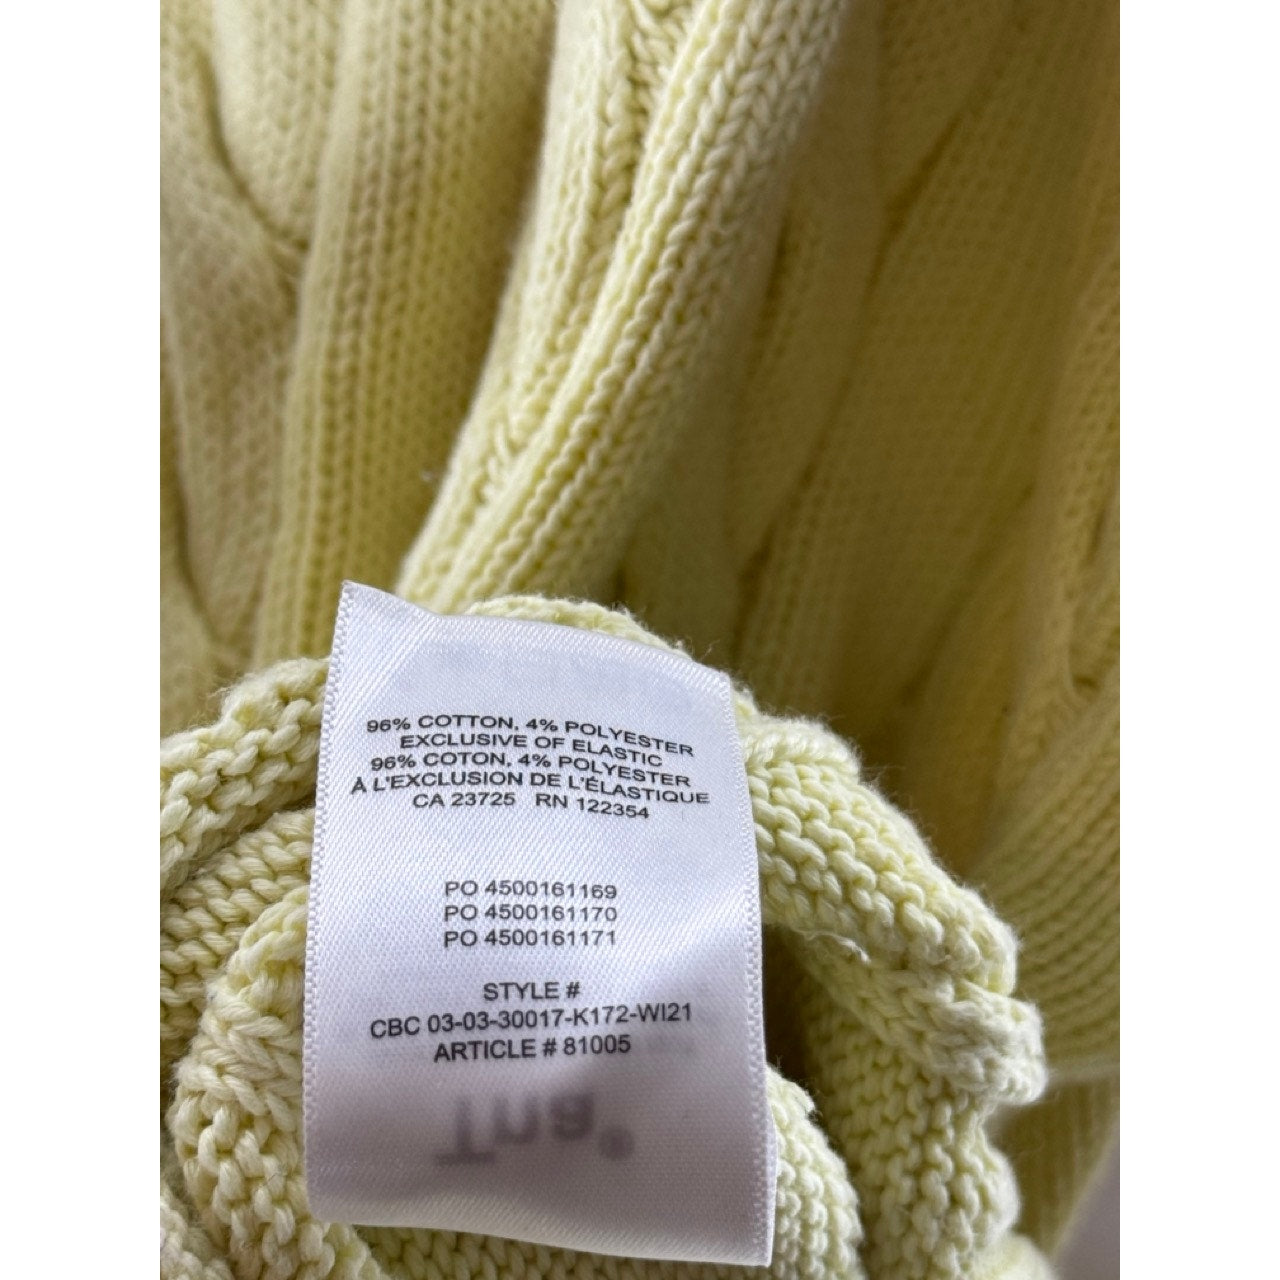 96% COTTON, 4% POLYESTER
EXCLUSIVE OF ELASTIC
96% COTON, 4% POLYESTER
À L'EXCLUSION DE L'ÉLASTIQUE
CA 23725 RN 122354
PO 4500161169
PO 4500161170
PO 4500161171
STYLE #
CBC 03-03-30017-K172-WI21
ARTICLE # 81005
Tna®